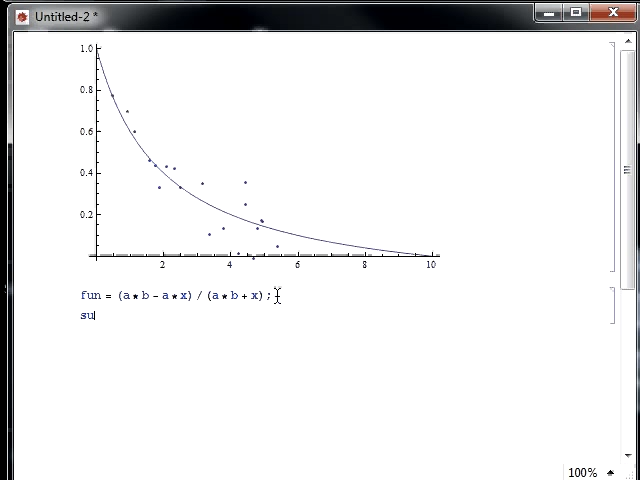 Untitled-2 *
1.0
0.8
0.6
0.4
0.2
2 4 6 8 10
fun = (a * b - a * x) / (a * b + x) ;
su
100%